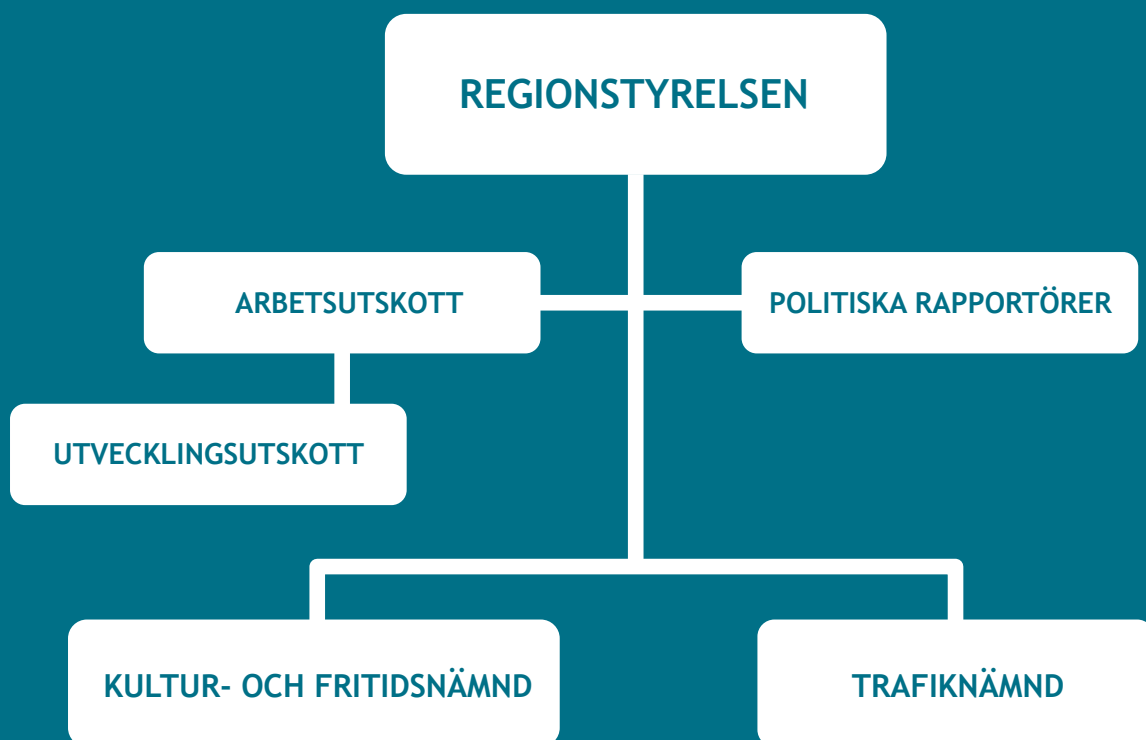 REGIONSTYRELSEN
ARBETSUTSKOTT
POLITISKA RAPPORTÖRER
UTVECKLINGSUTSKOTT
KULTUR- OCH FRITIDSNÄMND
TRAFIKNÄMND